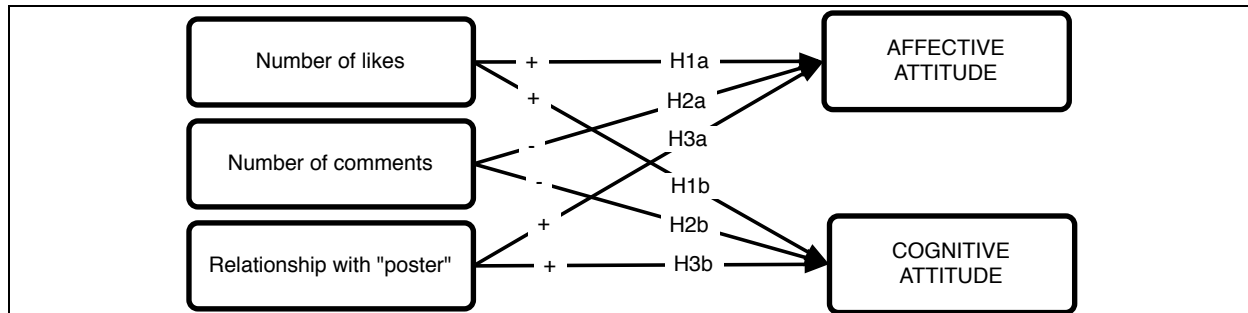 Number of likes
+
H1a
AFFECTIVE
ATTITUDE
+
H2a
-
H3a
Number of comments
-
H1b
+
H2b
Relationship with "poster"
+
H3b
COGNITIVE
ATTITUDE